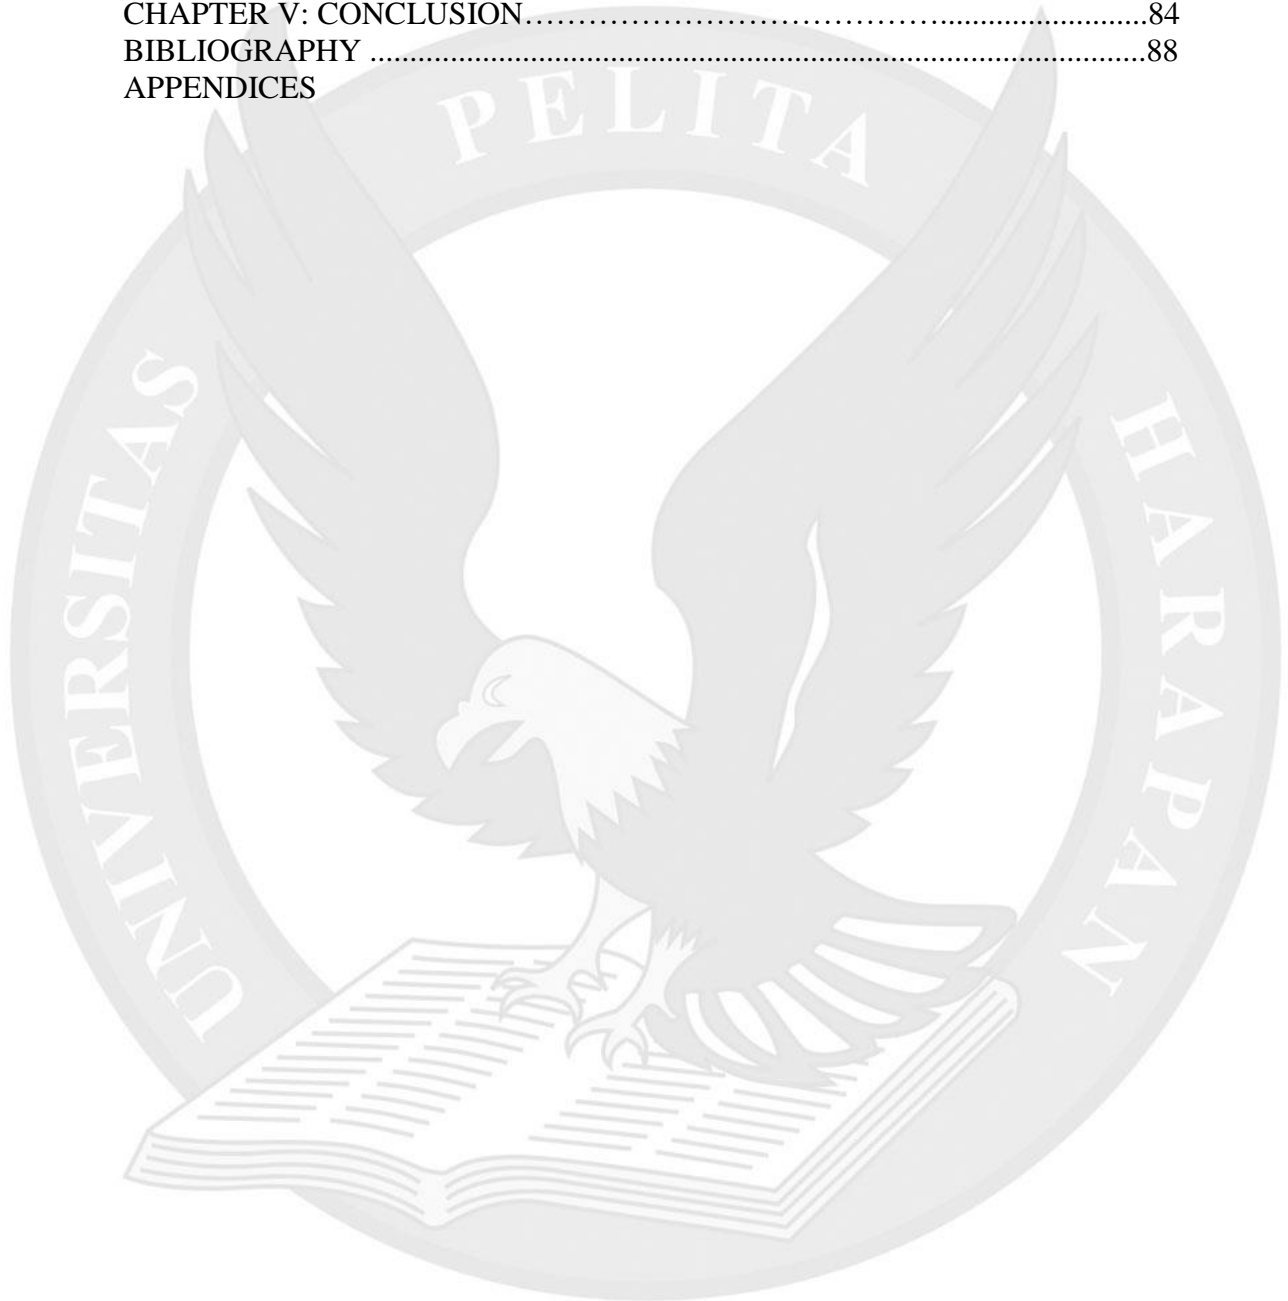 CHAPTER V: CONCLUSION…………………………………….........................84
BIBLIOGRAPHY .................................................................................................88
APPENDICES
UNIVERSITAS PELITA HARAPAN